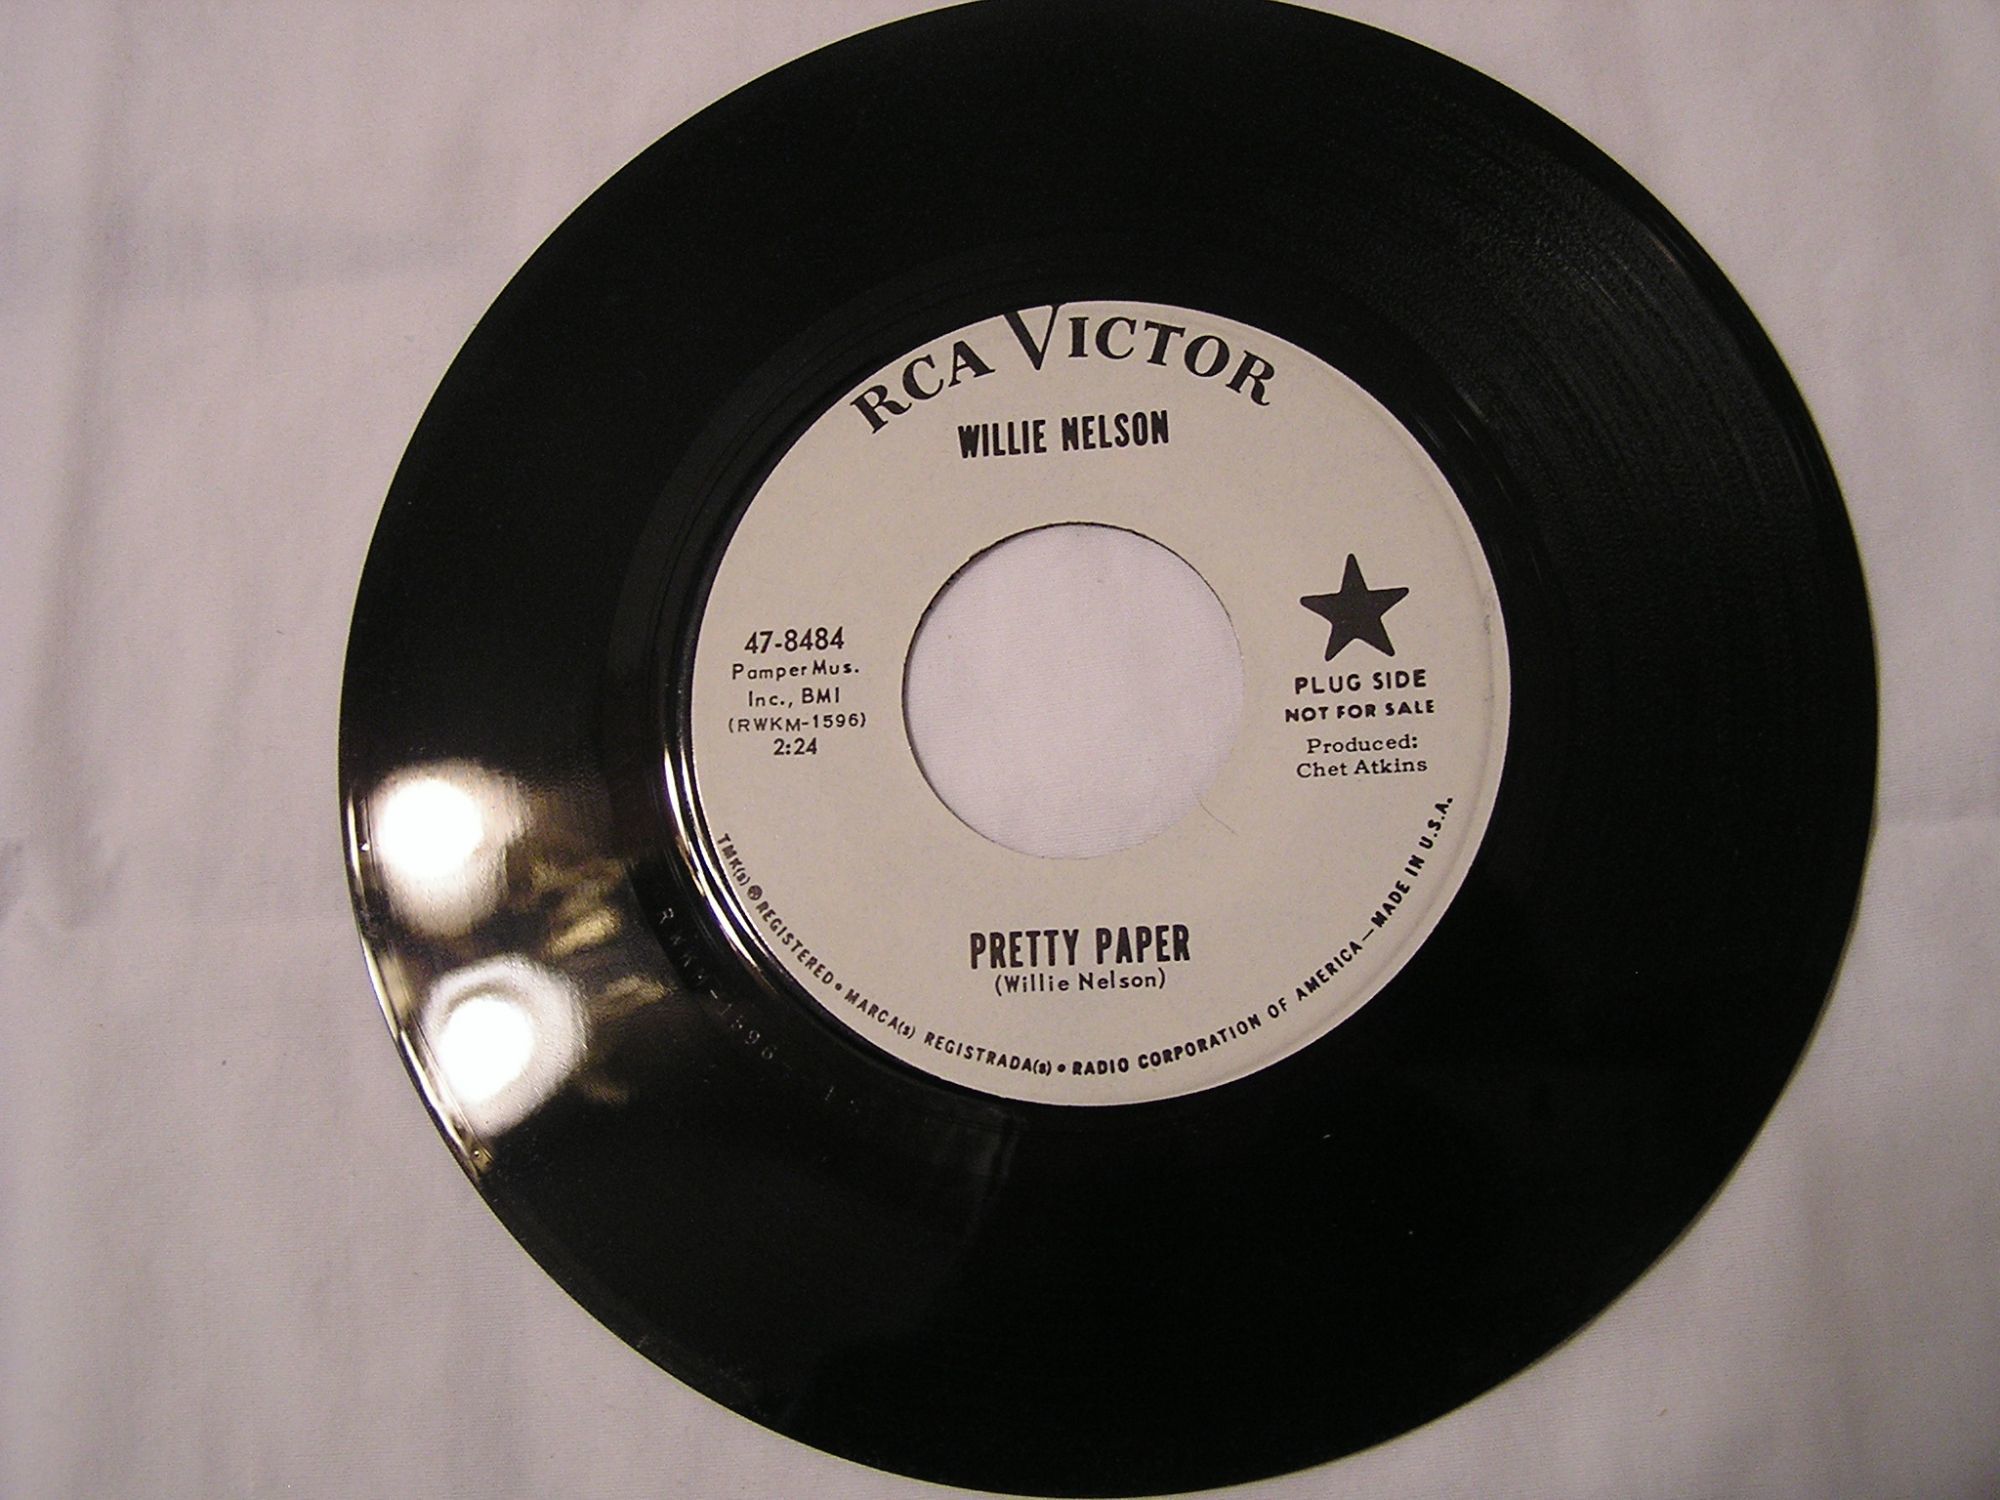 RCA VICTOR
WILLIE NELSON
47-8484
Pamper Mus.
Inc., BMI
(RWKM-1596)
2:24
PLUG SIDE
NOT FOR SALE
Produced:
Chet Atkins
PRETTY PAPER
(Willie Nelson)
TMK(s) ® REGISTERED • MARCA(s) REGISTRADA(s) • RADIO CORPORATION OF AMERICA — MADE IN U.S.A.